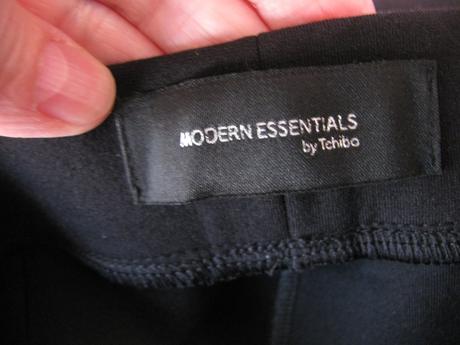 MODERN ESSENTIALS
by Tchibo